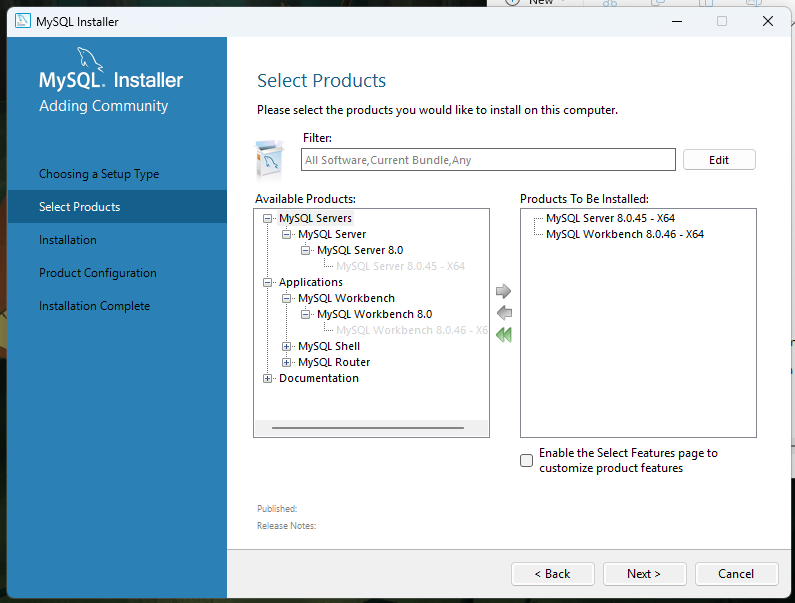 New
MySQL Installer
MySQL. Installer
Adding Community
Choosing a Setup Type
Select Products
Installation
Product Configuration
Installation Complete
Select Products
Please select the products you would like to install on this computer.
Filter:
All Software,Current Bundle,Any
Edit
Available Products:
MySQL Servers
MySQL Server
MySQL Server 8.0
MySQL Server 8.0.45 - X64
Applications
MySQL Workbench
MySQL Workbench 8.0
MySQL Workbench 8.0.46 - X6
MySQL Shell
MySQL Router
Documentation
Products To Be Installed:
MySQL Server 8.0.45 - X64
MySQL Workbench 8.0.46 - X64
Enable the Select Features page to
customize product features
Published:
Release Notes:
< Back
Next >
Cancel